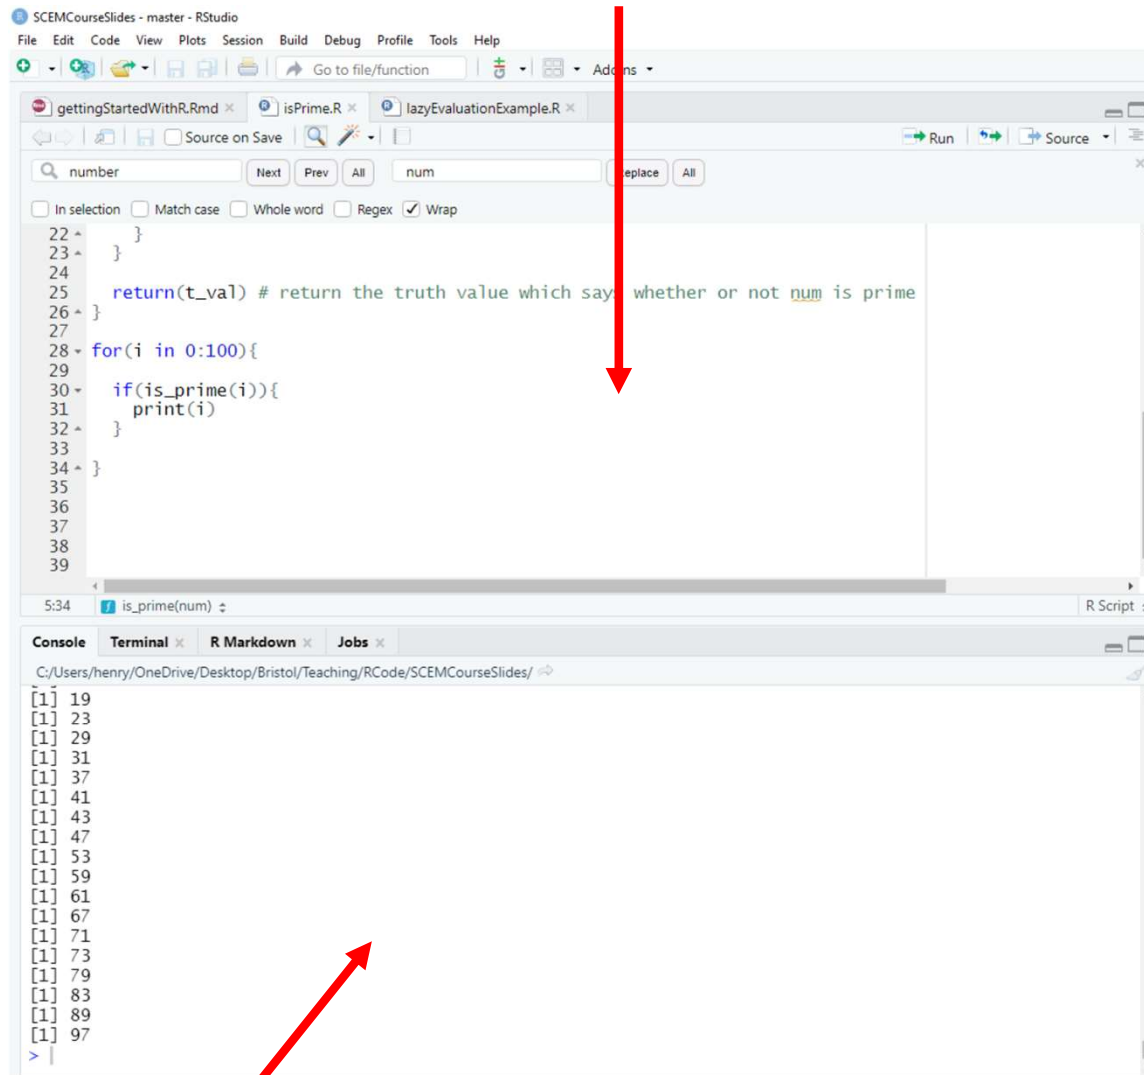 SCEMCourseSlides - master - RStudio
File Edit Code View Plots Session Build Debug Profile Tools Help
Go to file/function Addins
gettingStartedWithR.Rmd isPrime.R lazyEvaluationExample.R
Source on Save Run Source
number Next Prev All num Replace All
In selection Match case Whole word Regex Wrap
22 }
23 }
24
25 return(t_val) # return the truth value which says whether or not num is prime
26 }
27
28 for(i in 0:100){
29
30 if(is_prime(i)){
31 print(i)
32 }
33
34 }
35
36
37
38
39
5:34 is_prime(num) R Script
Console Terminal R Markdown Jobs
C:/Users/henry/OneDrive/Desktop/Bristol/Teaching/RCode/SCEMCourseSlides/
[1] 19
[1] 23
[1] 29
[1] 31
[1] 37
[1] 41
[1] 43
[1] 47
[1] 53
[1] 59
[1] 61
[1] 67
[1] 71
[1] 73
[1] 79
[1] 83
[1] 89
[1] 97
>